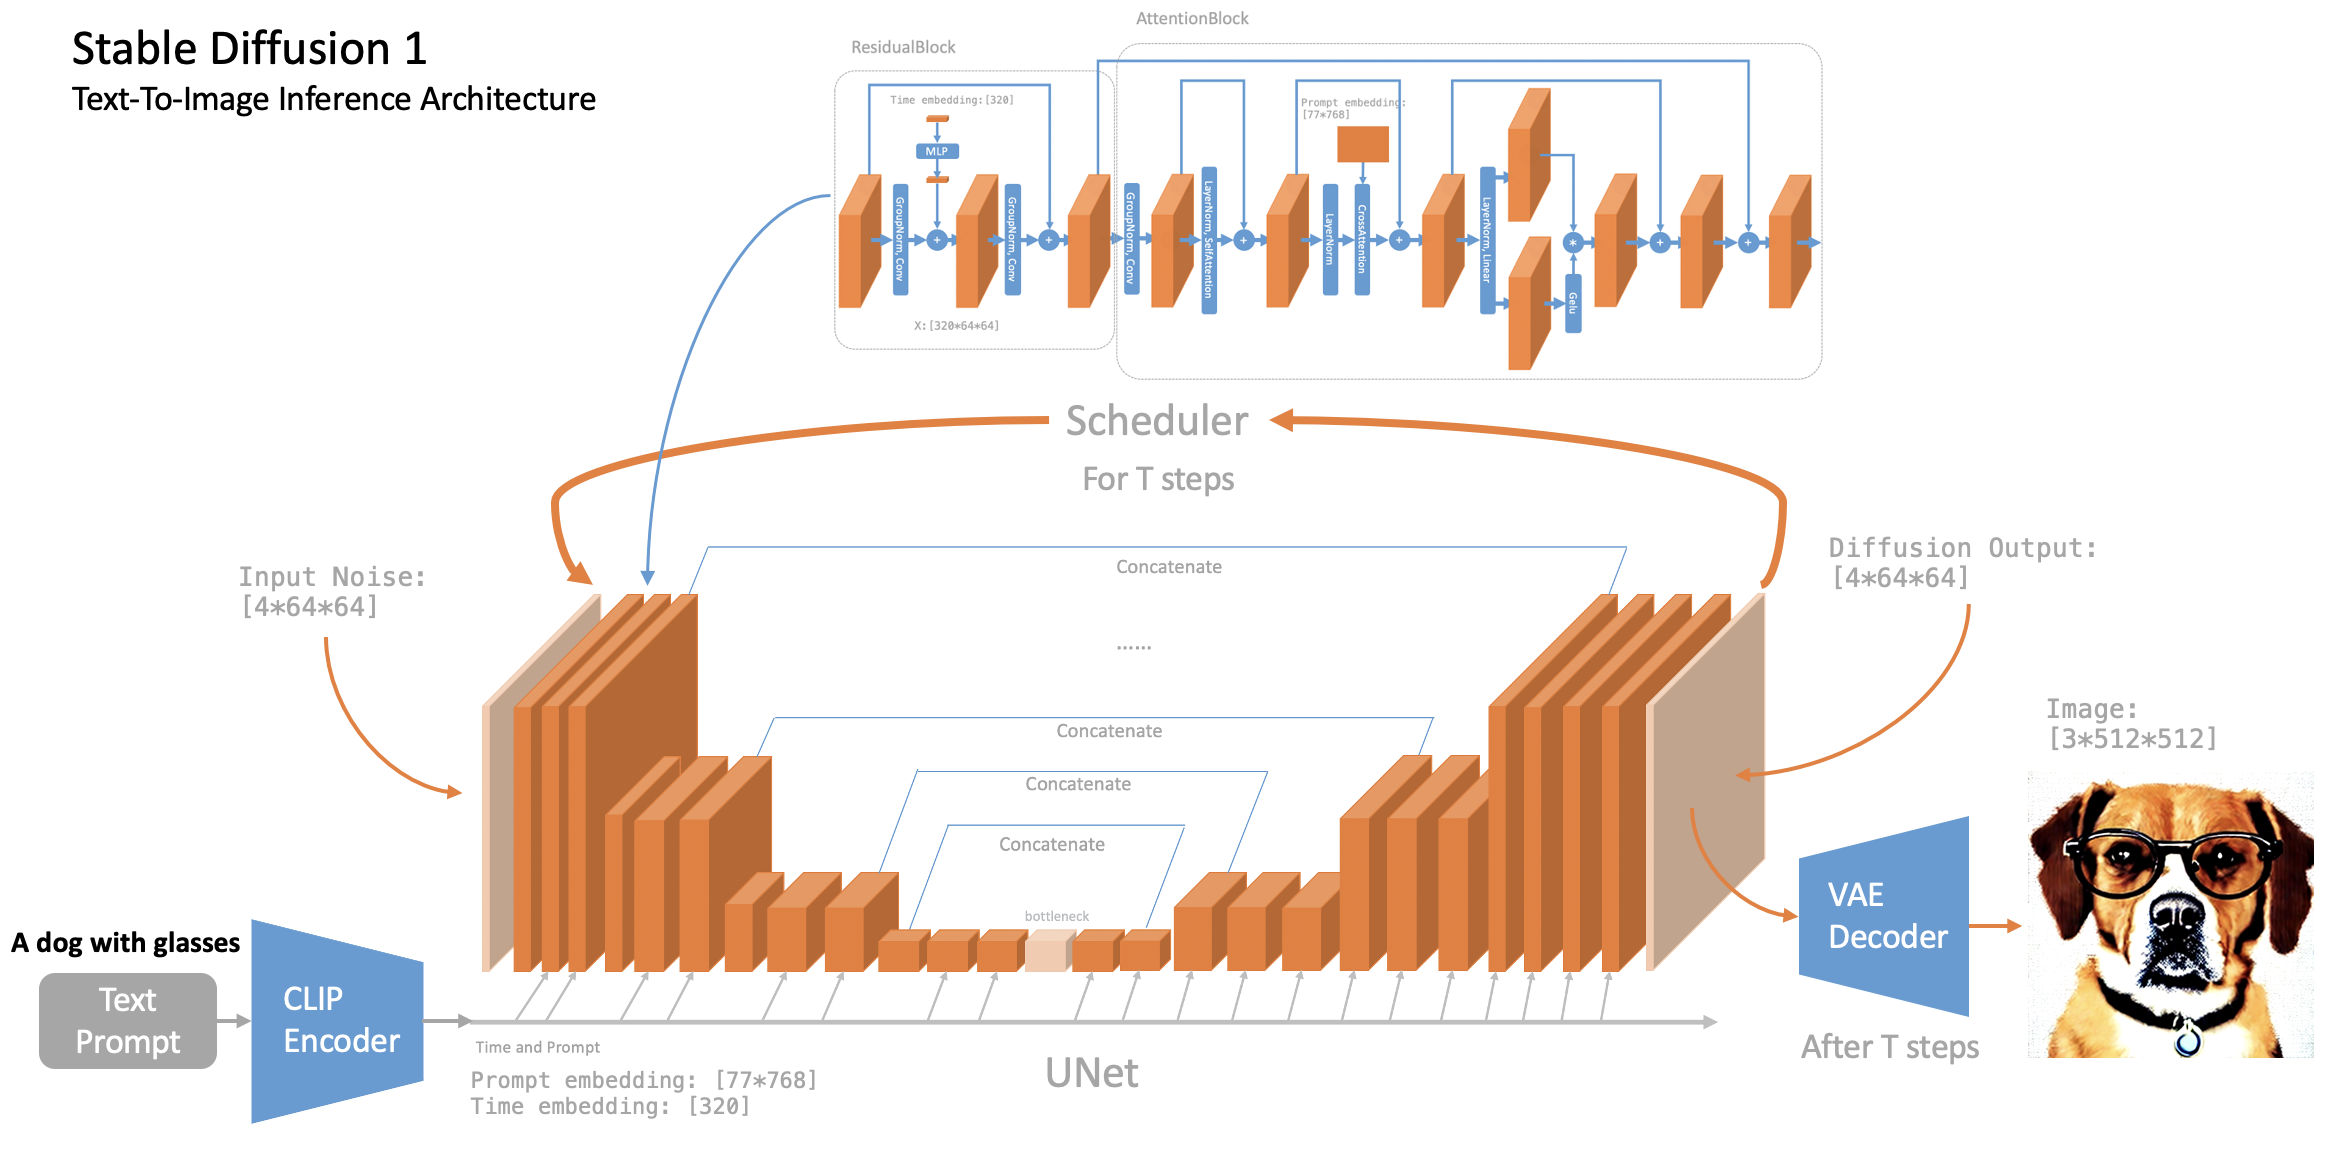 Stable Diffusion 1
Text-To-Image Inference Architecture
AttentionBlock
ResidualBlock
Time embedding:[320]
MLP
GroupNorm, Conv
GroupNorm, Conv
X:[320*64*64]
GroupNorm, Conv
LayerNorm, SelfAttention
Prompt embedding:
[77*768]
LayerNorm
CrossAttention
LayerNorm, Linear
Gelu
+
+
+
+
*
+
+
Scheduler
For T steps
Input Noise:
[4*64*64]
Diffusion Output:
[4*64*64]
Concatenate
......
Concatenate
Concatenate
Concatenate
bottleneck
Image:
[3*512*512]
A dog with glasses
Text
Prompt
CLIP
Encoder
VAE
Decoder
After T steps
Time and Prompt
Prompt embedding: [77*768]
Time embedding: [320]
UNet